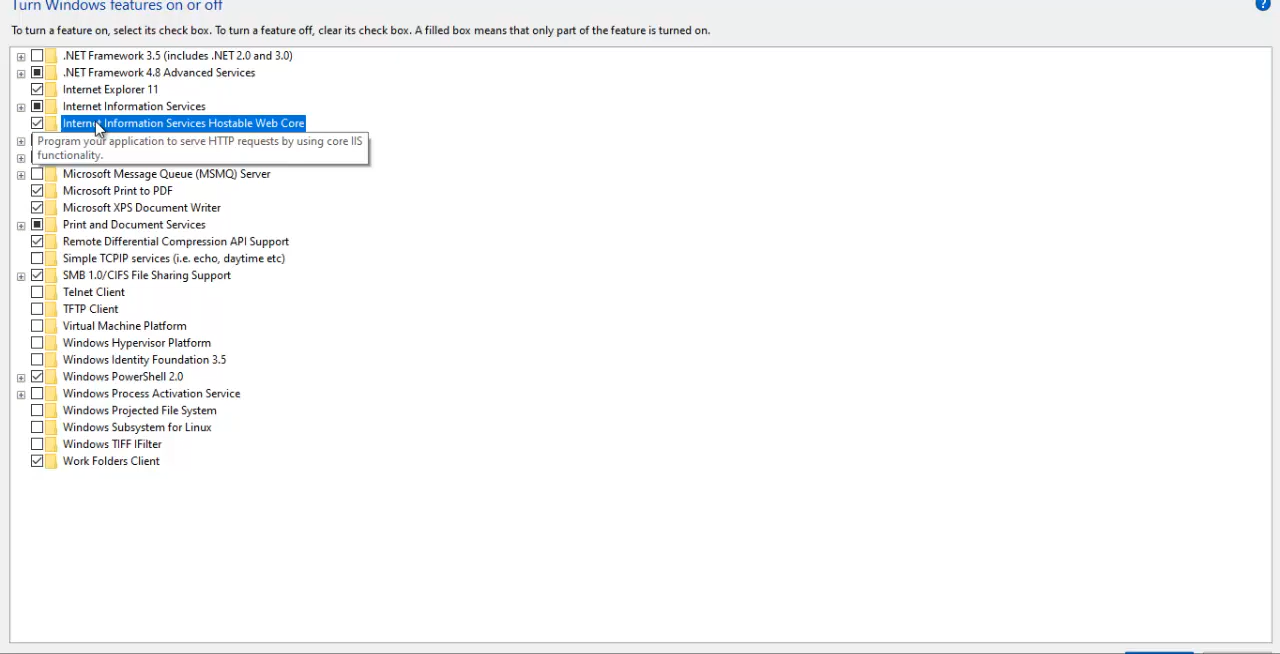 Turn Windows features on or off
?
To turn a feature on, select its check box. To turn a feature off, clear its check box. A filled box means that only part of the feature is turned on.
.NET Framework 3.5 (includes .NET 2.0 and 3.0)
.NET Framework 4.8 Advanced Services
Internet Explorer 11
Internet Information Services
Internet Information Services Hostable Web Core
Program your application to serve HTTP requests by using core IIS
functionality.
Microsoft Message Queue (MSMQ) Server
Microsoft Print to PDF
Microsoft XPS Document Writer
Print and Document Services
Remote Differential Compression API Support
Simple TCPIP services (i.e. echo, daytime etc)
SMB 1.0/CIFS File Sharing Support
Telnet Client
TFTP Client
Virtual Machine Platform
Windows Hypervisor Platform
Windows Identity Foundation 3.5
Windows PowerShell 2.0
Windows Process Activation Service
Windows Projected File System
Windows Subsystem for Linux
Windows TIFF IFilter
Work Folders Client